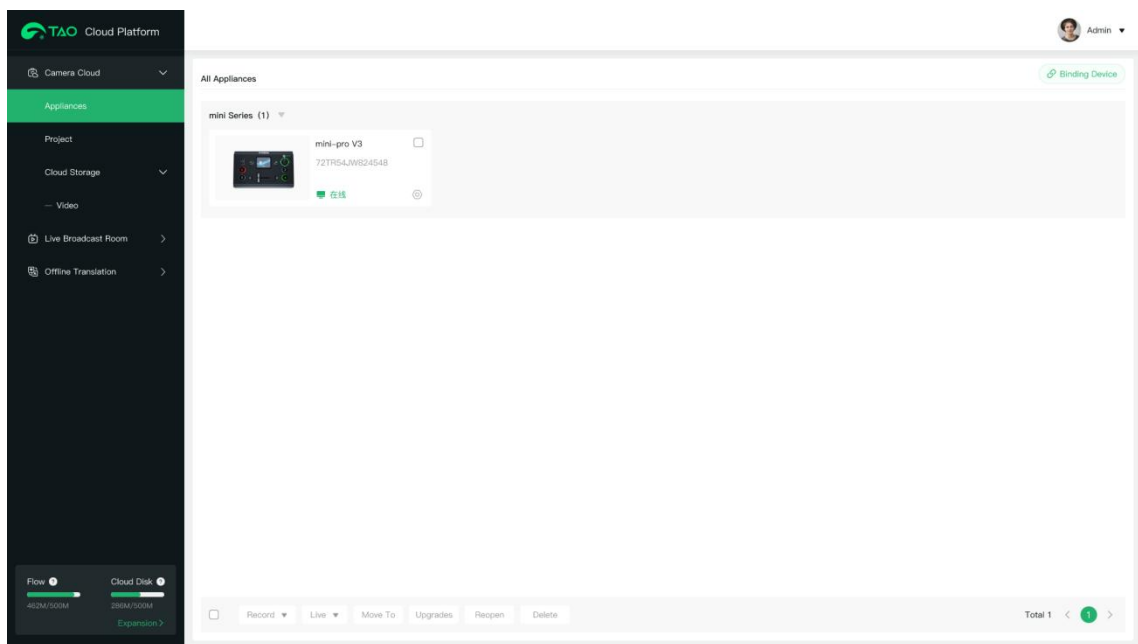 TAO Cloud Platform
Admin
Camera Cloud
Appliances
Project
Cloud Storage
— Video
Live Broadcast Room
Offline Translation
Flow
Cloud Disk
462M/500M
286M/500M
Expansion >
All Appliances
Binding Device
mini Series (1)
mini-pro V3
72TR54JW824548
在线
Record
Live
Move To
Upgrades
Reopen
Delete
Total 1 < 1 >